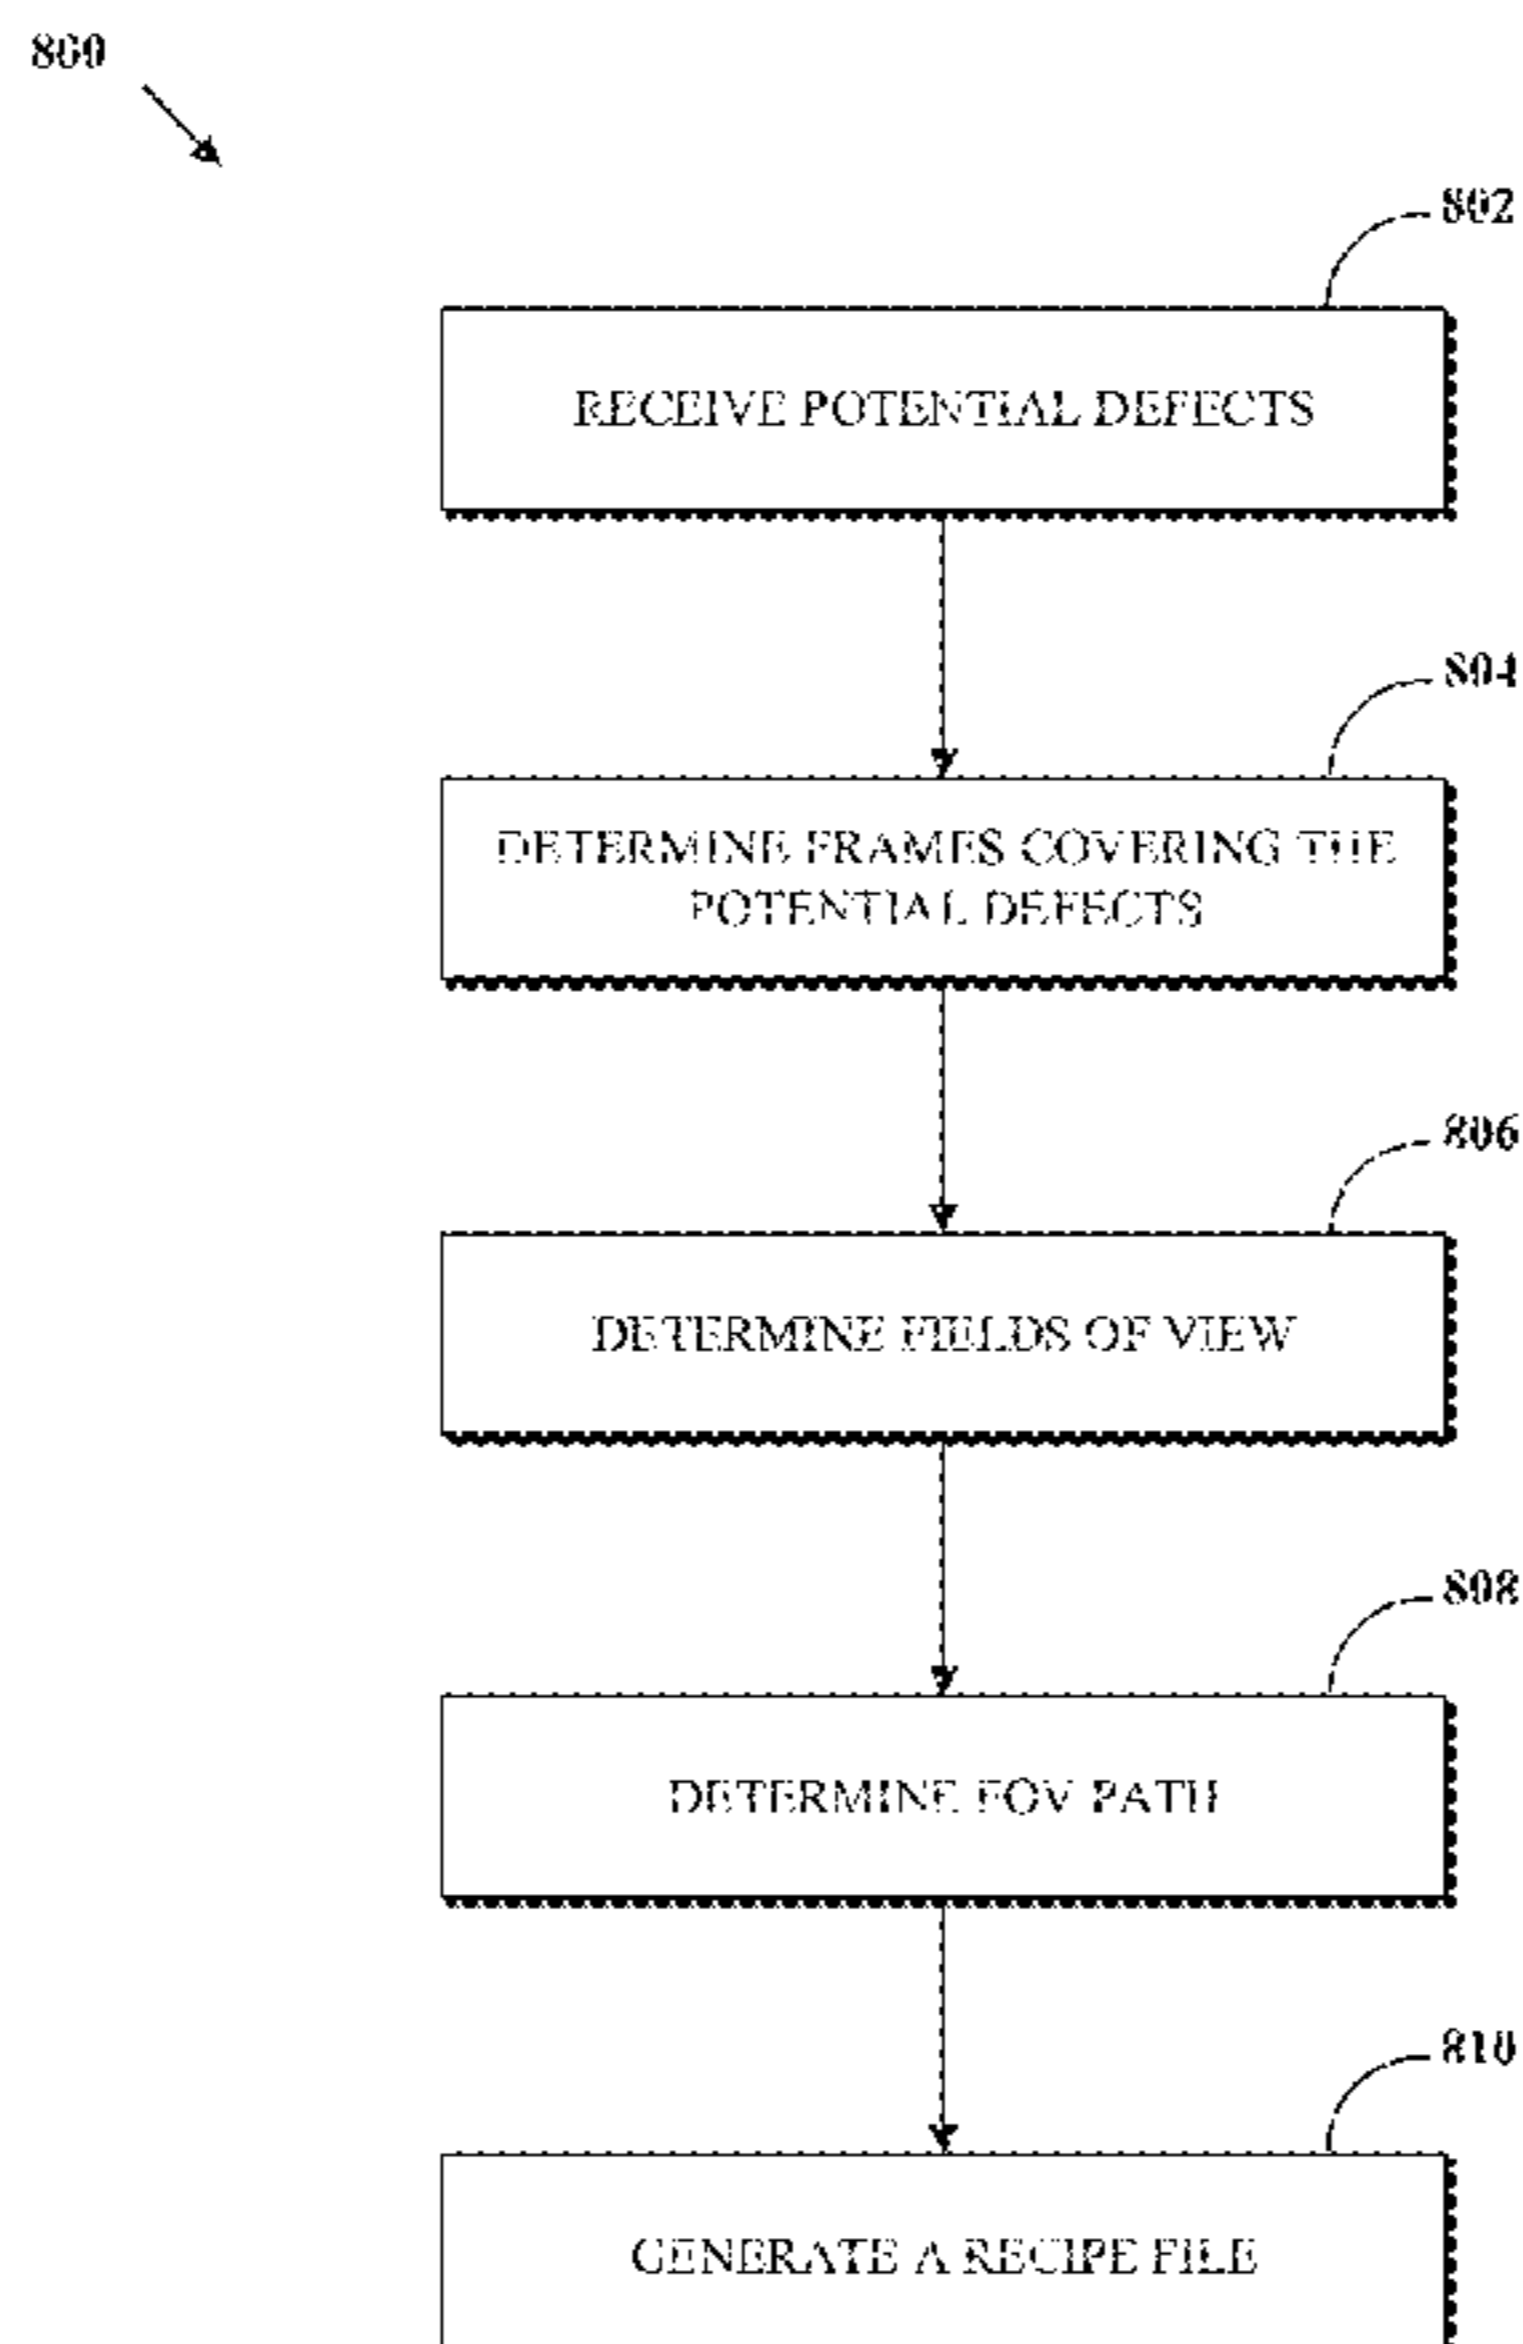 800
802
RECEIVE POTENTIAL DEFECTS
804
DETERMINE FRAMES COVERING THE
POTENTIAL DEFECTS
806
DETERMINE FIELDS OF VIEW
808
DETERMINE FOV PATH
810
GENERATE A RECIPE FILE